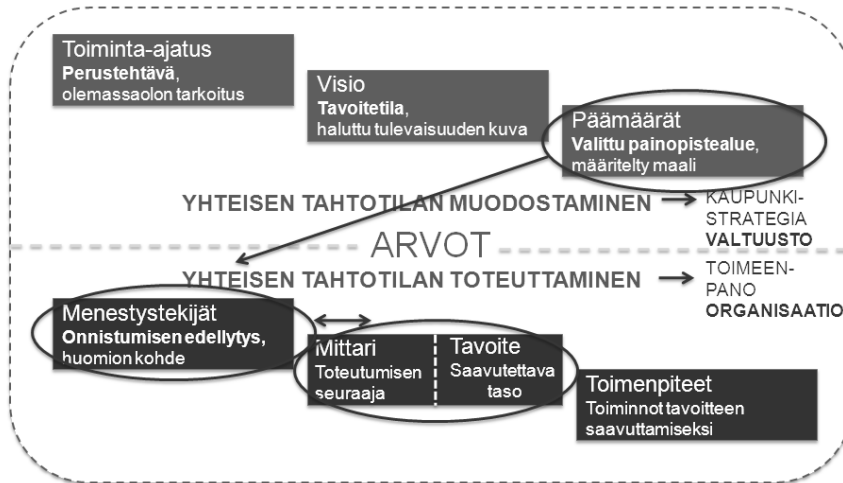 Toiminta-ajatus
Perustehtävä,
olemassaolon tarkoitus
Visio
Tavoitetila,
haluttu tulevaisuuden kuva
Päämäärät
Valittu painopistealue,
määritelty maali
YHTEISEN TAHTOTILAN MUODOSTAMINEN
KAUPUNKI-
STRATEGIA
VALTUUSTO
ARVOT
YHTEISEN TAHTOTILAN TOTEUTTAMINEN
TOIMEEN-
PANO
ORGANISAATIO
Menestystekijät
Onnistumisen edellytys,
huomion kohde
Mittari
Toteutumisen
seuraaja
Tavoite
Saavutettava
taso
Toimenpiteet
Toiminnot tavoitteen
saavuttamiseksi